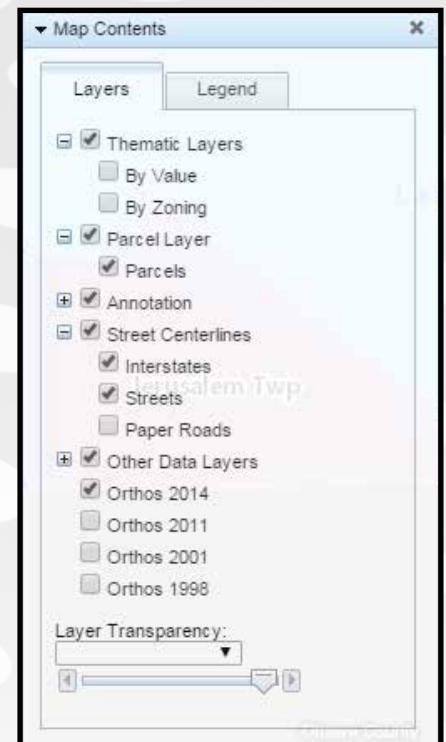 Map Contents
Layers
Legend
Thematic Layers
By Value
By Zoning
Parcel Layer
Parcels
Annotation
Street Centerlines
Interstates
Jerusalem Twp
Streets
Paper Roads
Other Data Layers
Orthos 2014
Orthos 2011
Orthos 2001
Orthos 1998
Layer Transparency:
County